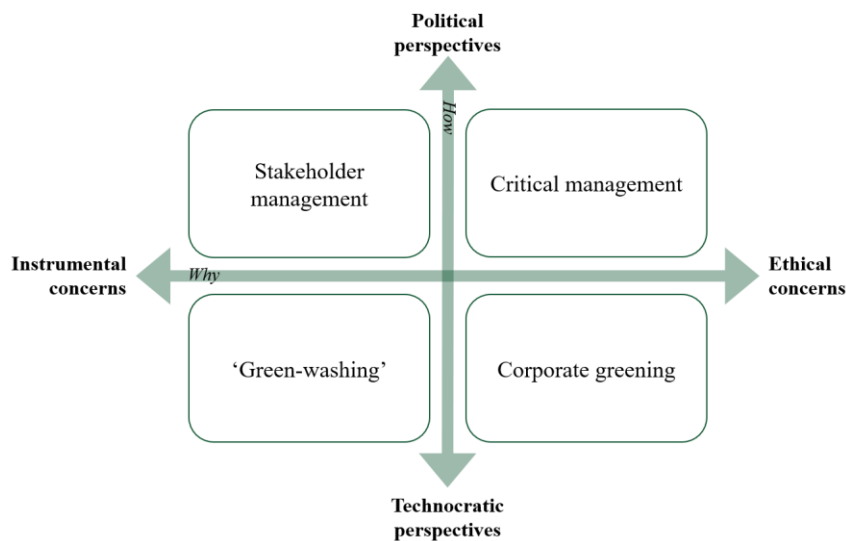 Political
perspectives
How
Stakeholder
management
Critical management
Instrumental
concerns
Why
Ethical
concerns
‘Green-washing’
Corporate greening
Technocratic
perspectives